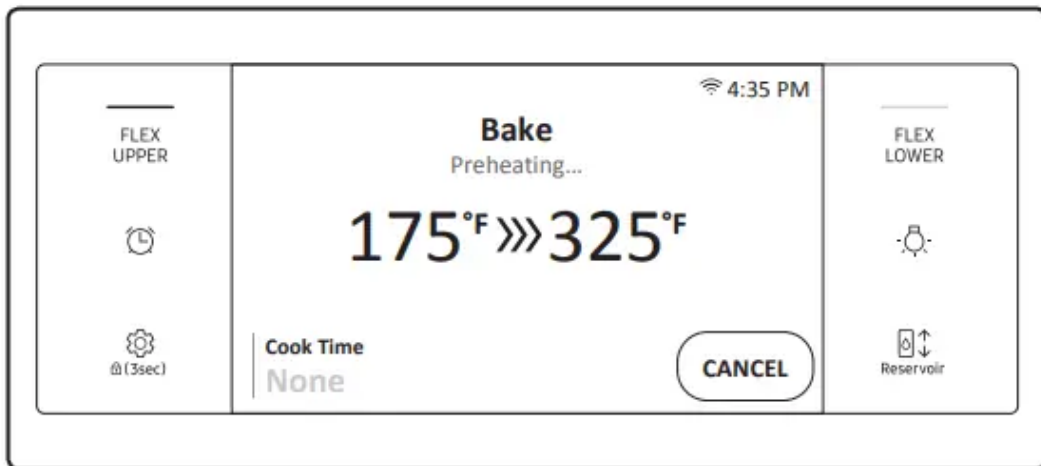 4:35 PM
FLEX
UPPER
Bake
Preheating...
FLEX
LOWER
175°F 》》325°F
Cook Time
None
CANCEL
(3sec)
Reservoir